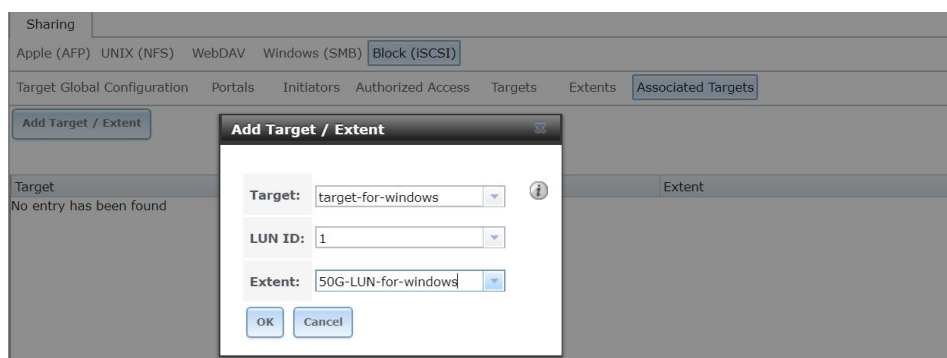 Sharing
Apple (AFP) UNIX (NFS) WebDAV Windows (SMB) Block (iSCSI)
Target Global Configuration Portals Initiators Authorized Access Targets Extents Associated Targets
Add Target / Extent
Add Target / Extent
Target Extent
No entry has been found
Target: target-for-windows
LUN ID: 1
Extent: 50G-LUN-for-windows
OK Cancel